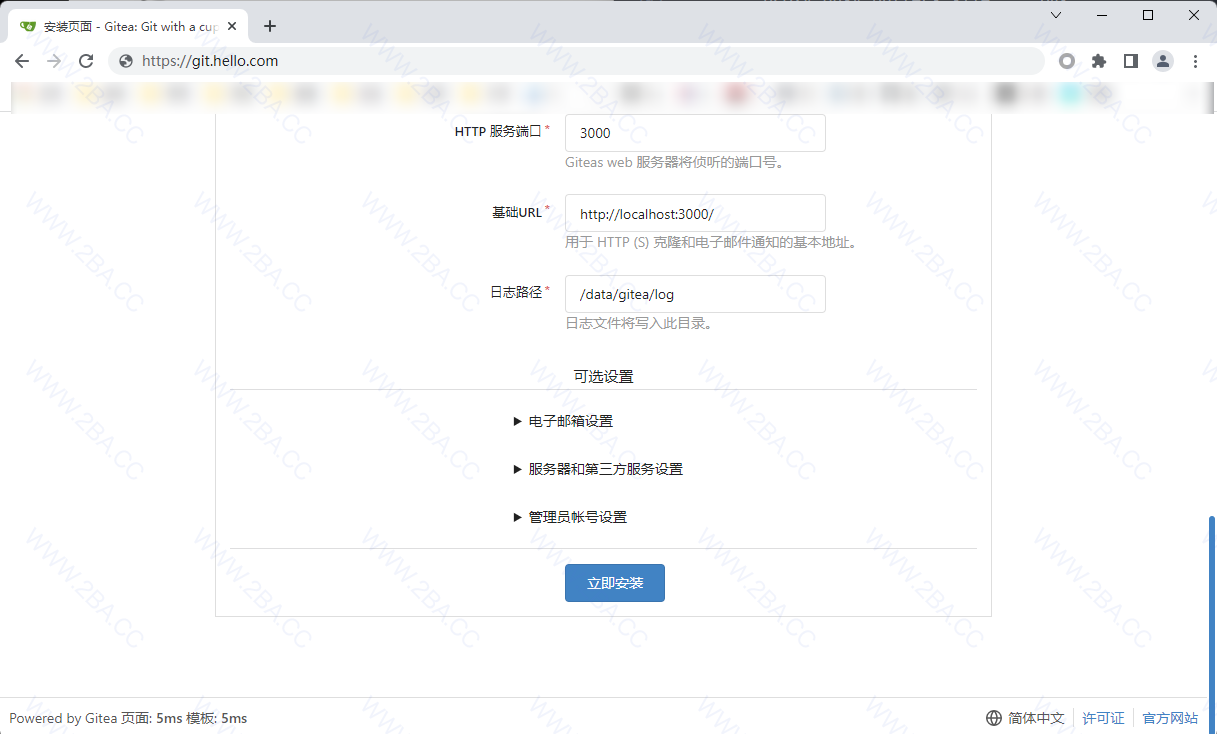 安装页面 - Gitea: Git with a cup
https://git.hello.com
HTTP 服务端口 *
3000
Giteas web 服务器将侦听的端口号。
基础URL *
http://localhost:3000/
用于 HTTP (S) 克隆和电子邮件通知的基本地址。
日志路径 *
/data/gitea/log
日志文件将写入此目录。
可选设置
▶ 电子邮箱设置
▶ 服务器和第三方服务设置
▶ 管理员帐号设置
立即安装
Powered by Gitea 页面: 5ms 模板: 5ms
简体中文 许可证 官方网站
WWW.2BA.CC